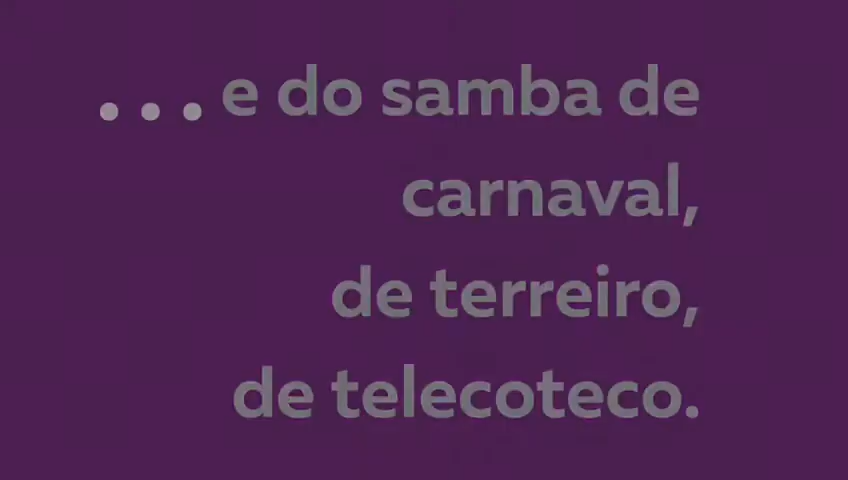 . . . e do samba de
carnaval,
de terreiro,
de telecoteco.